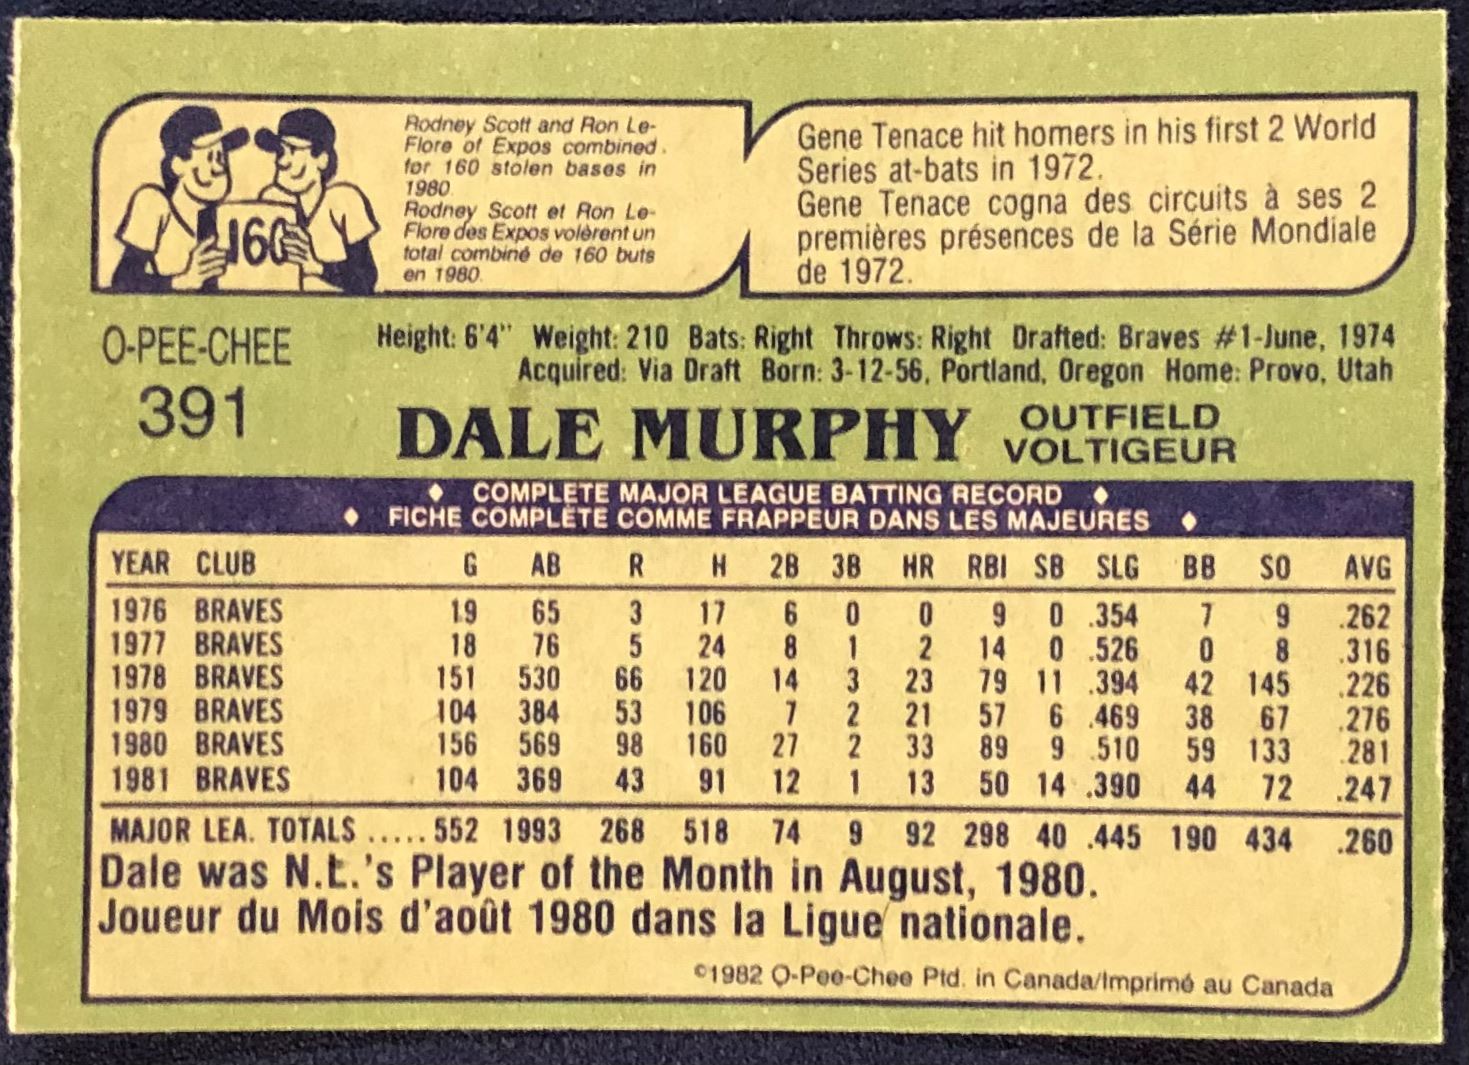 Rodney Scott and Ron Le-
Flore of Expos combined.
for 160 stolen bases in
1980
Rodney Scott et Ron Le-
Flore des Expos volèrent un
total combiné de 160 buts
en 1980.
160
Gene Tenace hit homers in his first 2 World
Series at-bats in 1972.
Gene Tenace cogna des circuits à ses 2
premières présences de la Série Mondiale
de 1972.
O-PEE-CHEE
391
Height: 6'4" Weight: 210 Bats: Right Throws: Right Drafted: Braves #1-June, 1974
Acquired: Via Draft Born: 3-12-56, Portland, Oregon Home: Provo, Utah
DALE MURPHY
OUTFIELD
VOLTIGEUR
♦ COMPLETE MAJOR LEAGUE BATTING RECORD ♦
♦ FICHE COMPLÈTE COMME FRAPPEUR DANS LES MAJEURES ♦
YEAR CLUB G AB R H 2B 3B HR RBI SB SLG BB SO AVG
1976 BRAVES 19 65 3 17 6 0 0 9 0 .354 7 9 .262
1977 BRAVES 18 76 5 24 8 1 2 14 0 .526 0 8 .316
1978 BRAVES 151 530 66 120 14 3 23 79 11 .394 42 145 .226
1979 BRAVES 104 384 53 106 7 2 21 57 6 .469 38 67 .276
1980 BRAVES 156 569 98 160 27 2 33 89 9 .510 59 133 .281
1981 BRAVES 104 369 43 91 12 1 13 50 14 .390 44 72 .247
MAJOR LEA. TOTALS ..... 552 1993 268 518 74 9 92 298 40 .445 190 434 .260
Dale was N.L.'s Player of the Month in August, 1980.
Joueur du Mois d'août 1980 dans la Ligue nationale.
©1982 O-Pee-Chee Ptd. in Canada/Imprimé au Canada